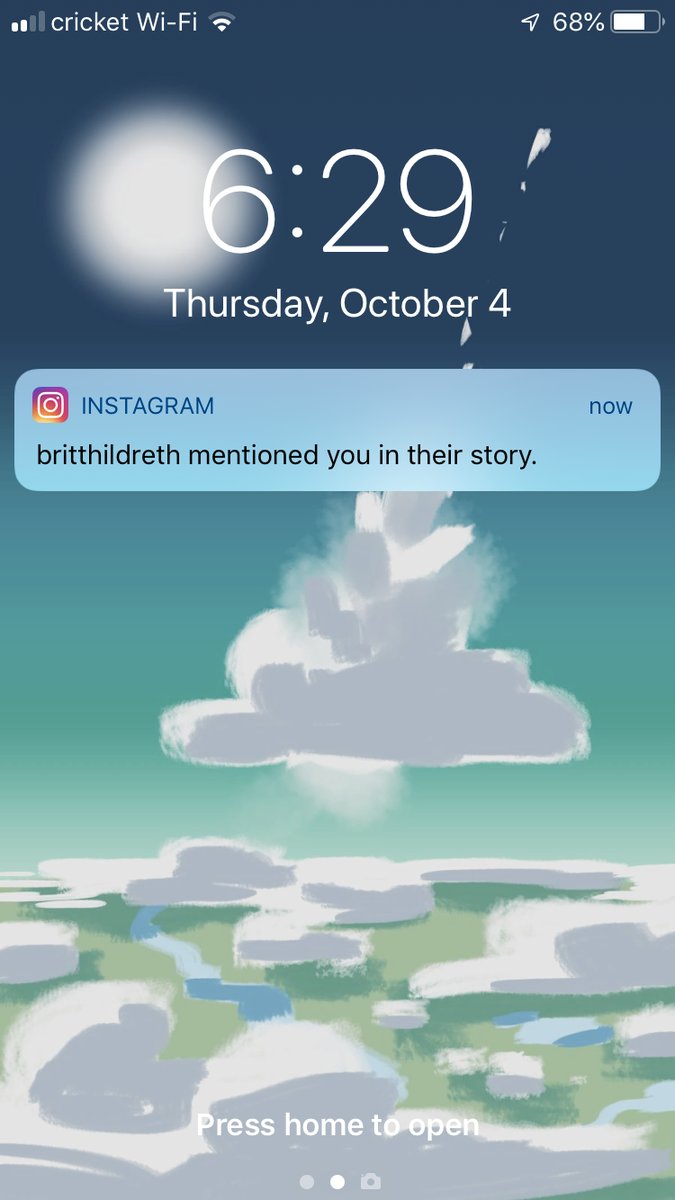 cricket Wi-Fi 68%
6:29
Thursday, October 4
INSTAGRAM now
britthildreth mentioned you in their story.
Press home to open